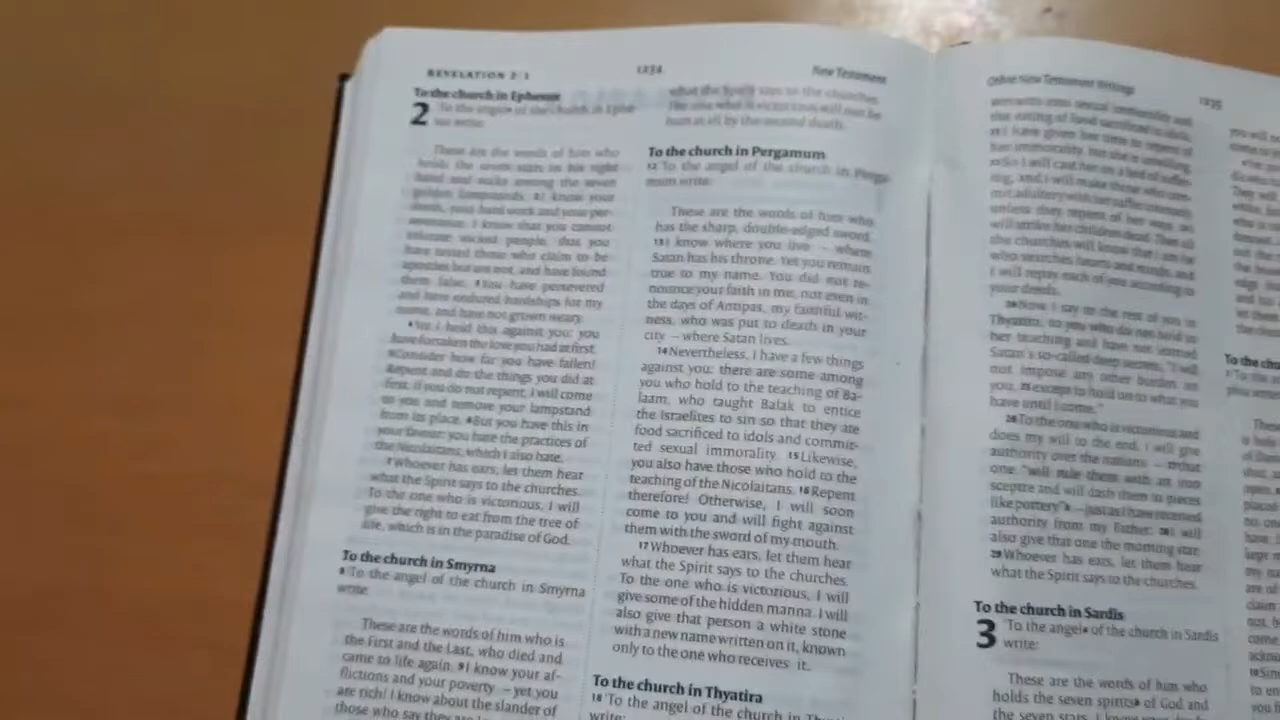 REVELATION 2:1
1234
New Testament
To the church in Ephesus
2 To the angel of the church in Ephe-
sus write:
These are the words of him who
holds the seven stars in his right
hand and walks among the seven
golden lampstands. 2 I know your
deeds, your hard work and your per-
severance. I know that you cannot
tolerate wicked people, that you
have tested those who claim to be
apostles but are not, and have found
them false. 3 You have persevered
and have endured hardships for my
name, and have not grown weary.
4 Yet I hold this against you: you
have forsaken the love you had at first.
5 Consider how far you have fallen!
Repent and do the things you did at
first. If you do not repent, I will come
to you and remove your lampstand
from its place. 6 But you have this in
your favour: you hate the practices of
the Nicolaitans, which I also hate.
7 Whoever has ears, let them hear
what the Spirit says to the churches.
To the one who is victorious, I will
give the right to eat from the tree of
life, which is in the paradise of God.
To the church in Smyrna
8 'To the angel of the church in Smyrna
write:
These are the words of him who is
the First and the Last, who died and
came to life again. 9 I know your af-
flictions and your poverty – yet you
are rich! I know about the slander of
those who say they are
what the Spirit says to the churches.
The one who is victorious will not be
hurt at all by the second death.
To the church in Pergamum
12 'To the angel of the church in Perga-
mum write:
These are the words of him who
has the sharp, double-edged sword.
13 I know where you live – where
Satan has his throne. Yet you remain
true to my name. You did not re-
nounce your faith in me, not even in
the days of Antipas, my faithful wit-
ness, who was put to death in your
city – where Satan lives.
14 Nevertheless, I have a few things
against you: there are some among
you who hold to the teaching of Ba-
laam, who taught Balak to entice
the Israelites to sin so that they ate
food sacrificed to idols and commit-
ted sexual immorality. 15 Likewise,
you also have those who hold to the
teaching of the Nicolaitans. 16 Repent
therefore! Otherwise, I will soon
come to you and will fight against
them with the sword of my mouth.
17 Whoever has ears, let them hear
what the Spirit says to the churches.
To the one who is victorious, I will
give some of the hidden manna. I will
also give that person a white stone
with a new name written on it, known
only to the one who receives it.
To the church in Thyatira
18 'To the angel of the church in
write:
Other New Testament Writings
1235
servants into sexual immorality and
the eating of food sacrificed to idols.
21 I have given her time to repent of
her immorality, but she is unwilling.
22 So I will cast her on a bed of suffer-
ing, and I will make those who com-
mit adultery with her suffer intensely,
unless they repent of her ways. 23 I
will strike her children dead. Then all
the churches will know that I am he
who searches hearts and minds, and
I will repay each of you according to
your deeds.
24 Now I say to the rest of you in
Thyatira, to you who do not hold to
her teaching and have not learned
Satan's so-called deep secrets, "I will
not impose any other burden on
you, 25 except to hold on to what you
have until I come."
26 To the one who is victorious and
does my will to the end, I will give
authority over the nations – 27 that
one "will rule them with an iron
sceptre and will dash them to pieces
like pottery" – just as I have received
authority from my Father. 28 I will
also give that one the morning star.
29 Whoever has ears, let them hear
what the Spirit says to the churches.
To the church in Sardis
3 'To the angel of the church in Sardis
write:
These are the words of him who
holds the seven spirits of God and
the seven stars. I know your